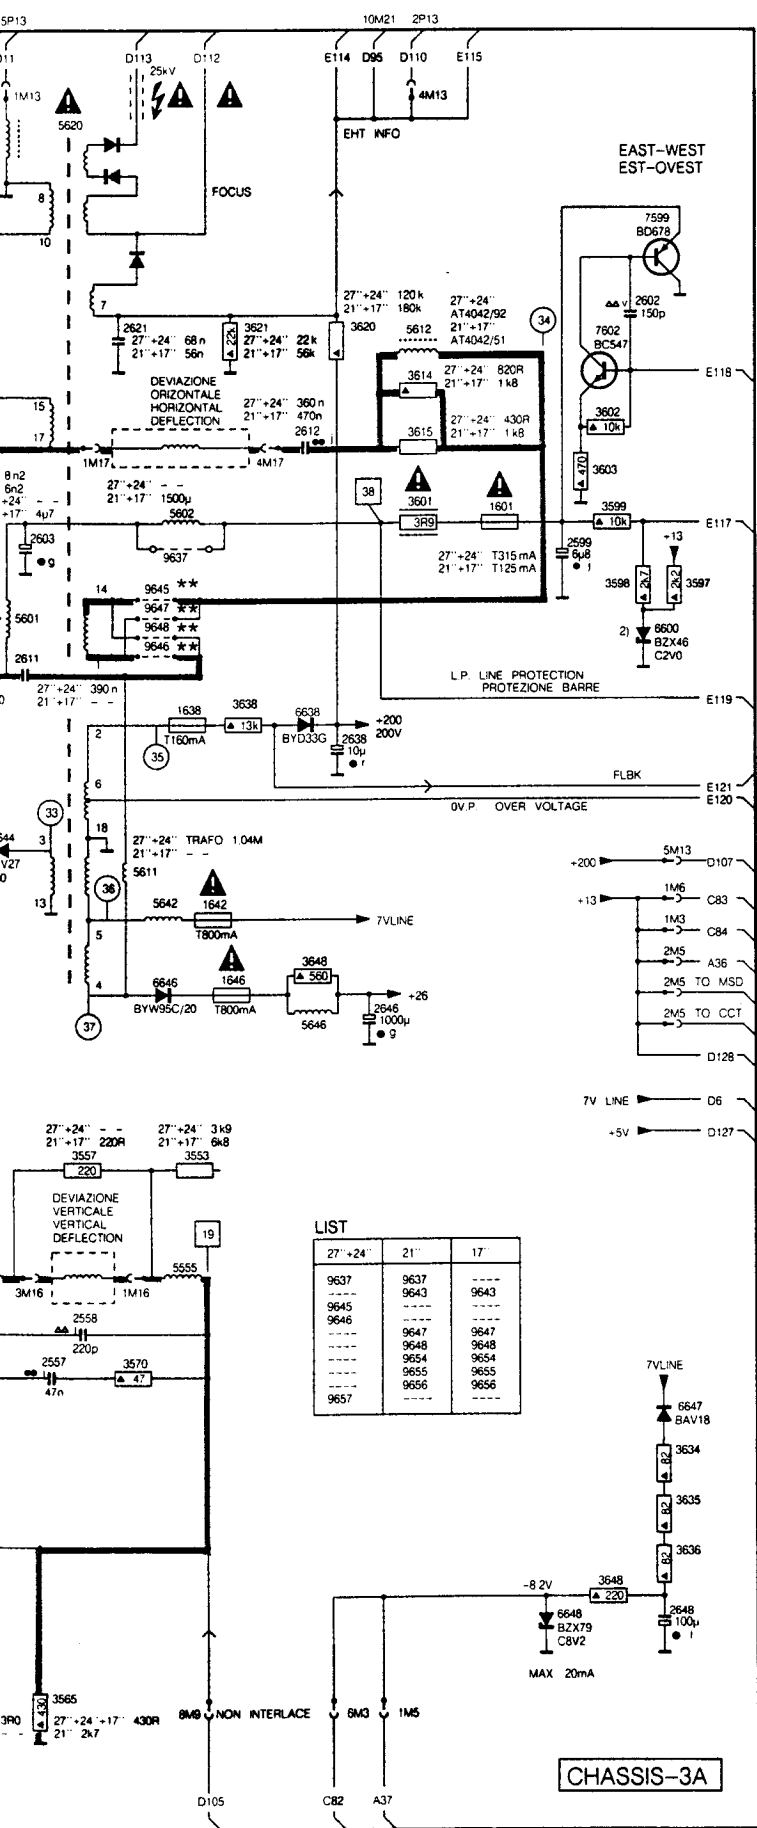 5P13
10M21 2P13
D11
D113
D112
E114
D95
D110
E115
25kV
1M13
4M13
5620
EHT INFO
EAST-WEST
EST-OVEST
FOCUS
8
10
7599
BD678
7
27"+24" 120k
21"+17" 180k
3620
27"+24"
AT4042/92
21"+17"
AT4042/51
34
2602
150p
2621
27"+24" 68n
21"+17" 56n
3621
22k
27"+24" 22k
21"+17" 56k
5612
7602
BC547
E118
DEVIAZIONE
ORIZONTALE
HORIZONTAL
DEFLECTION
3614
27"+24" 820R
21"+17" 1k8
15
17
27"+24" 360n
21"+17" 470n
2612
3615
27"+24" 430R
21"+17" 1k8
3602
10k
1M17
4M17
470
3603
8n2
6n2
+24" - -
+17" 4μ7
27"+24" - -
21"+17" 1500μ
5602
38
3601
3R9
1601
3599
10k
E117
2603
g
9637
27"+24" T315mA
21"+17" T125mA
2599
6μ8
+13
3598
2k7
2k2
3597
14
9645 **
9647 **
9648 **
9646 **
5601
2)
6600
BZX46
C2V0
2611
27"+24" 390n
21"+17" - -
L.P. LINE PROTECTION
PROTEZIONE BARRE
E119
2
1638
T160mA
3638
13k
6638
BYD33G
+200
200V
35
2638
10μ
r
FLBK
E121
6
OV.P. OVER VOLTAGE
E120
33
3
18
27"+24" TRAFO 1.04M
21"+17" - -
5611
13
+200
5M13
D107
36
5642
1642
T800mA
7VLINE
+13
1M6
C83
1M3
C84
5
2M5
A36
2M5 TO MSD
2M5 TO CCT
D128
4
6646
BYW95C/20
1646
T800mA
3648
560
5646
+26
2646
1000μ
g
37
7V LINE
D6
+5V
D127
27"+24" - -
21"+17" 220R
3557
220
27"+24" 3k9
21"+17" 6k8
3553
DEVIAZIONE
VERTICALE
VERTICAL
DEFLECTION
19
5555
3M16
1M16
2558
220p
2557
47n
3570
47
LIST
27"+24" 21" 17"
9637 9637 ----
---- 9643 9643
9645 ---- ----
9646 ---- ----
---- 9647 9647
---- 9648 9648
---- 9654 9654
---- 9655 9655
---- 9656 9656
9657 ---- ----
7VLINE
6647
BAV18
82
3634
82
3635
82
3636
-8.2V
3648
220
6648
BZX79
C8V2
2648
100μ
MAX 20mA
3R0
430
3565
27"+24"+17" 430R
21" 2k7
8M9 NON INTERLACE
6M3
1M5
D105
C82
A37
CHASSIS-3A